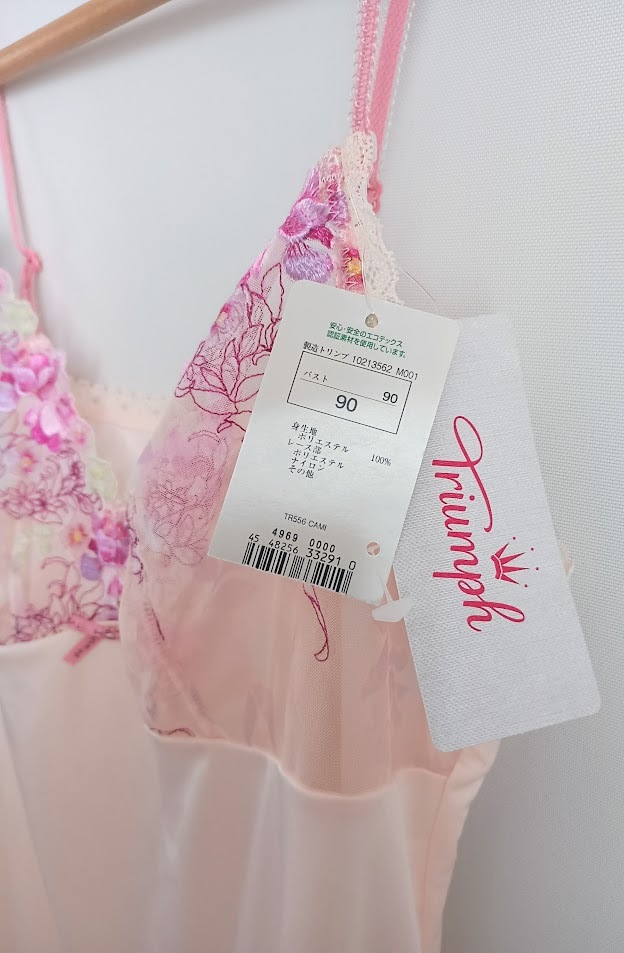 安心・安全のエコテックス
認証素材を使用しています。
製造トリンプ 10213562 M001
バスト 90
90
身生地
ポリエステル 100%
レース部
ポリエステル
ナイロン
その他
TR556 CAMI
4969 0000
45 48256 33291 0
Triumph